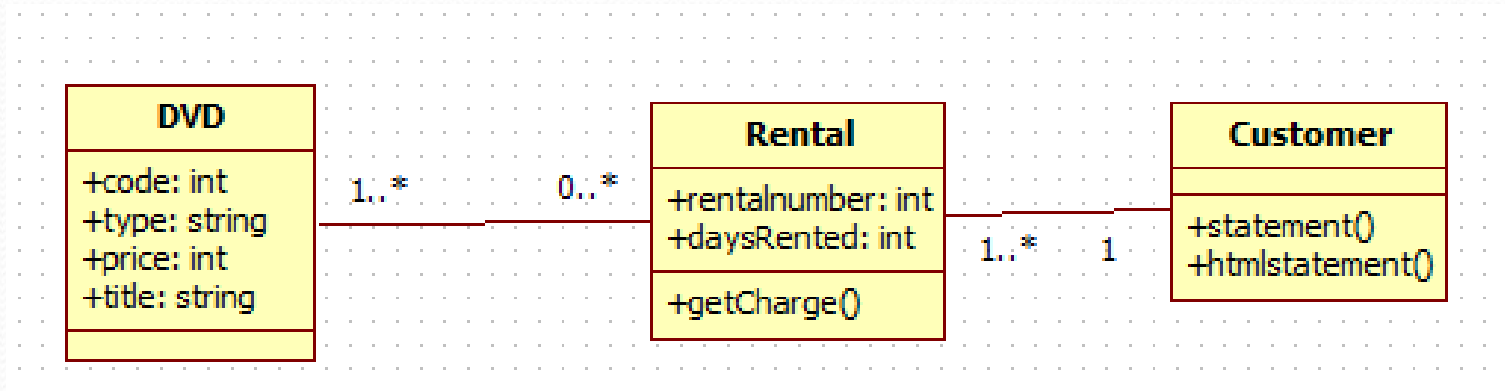 DVD
+code: int
+type: string
+price: int
+title: string
1..*
0..*
Rental
+rentalnumber: int
+daysRented: int
+getCharge()
1..*
1
Customer
+statement()
+htmlstatement()